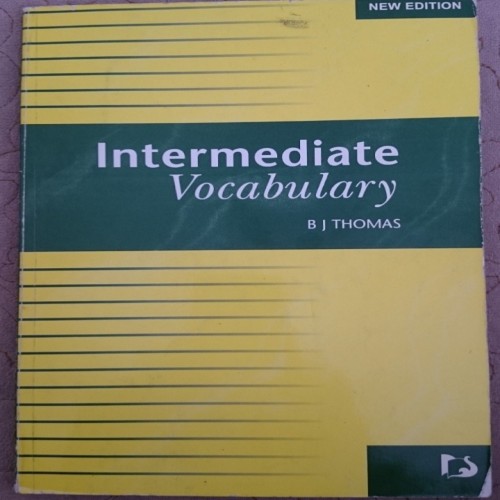 NEW EDITION
Intermediate
Vocabulary
B J THOMAS